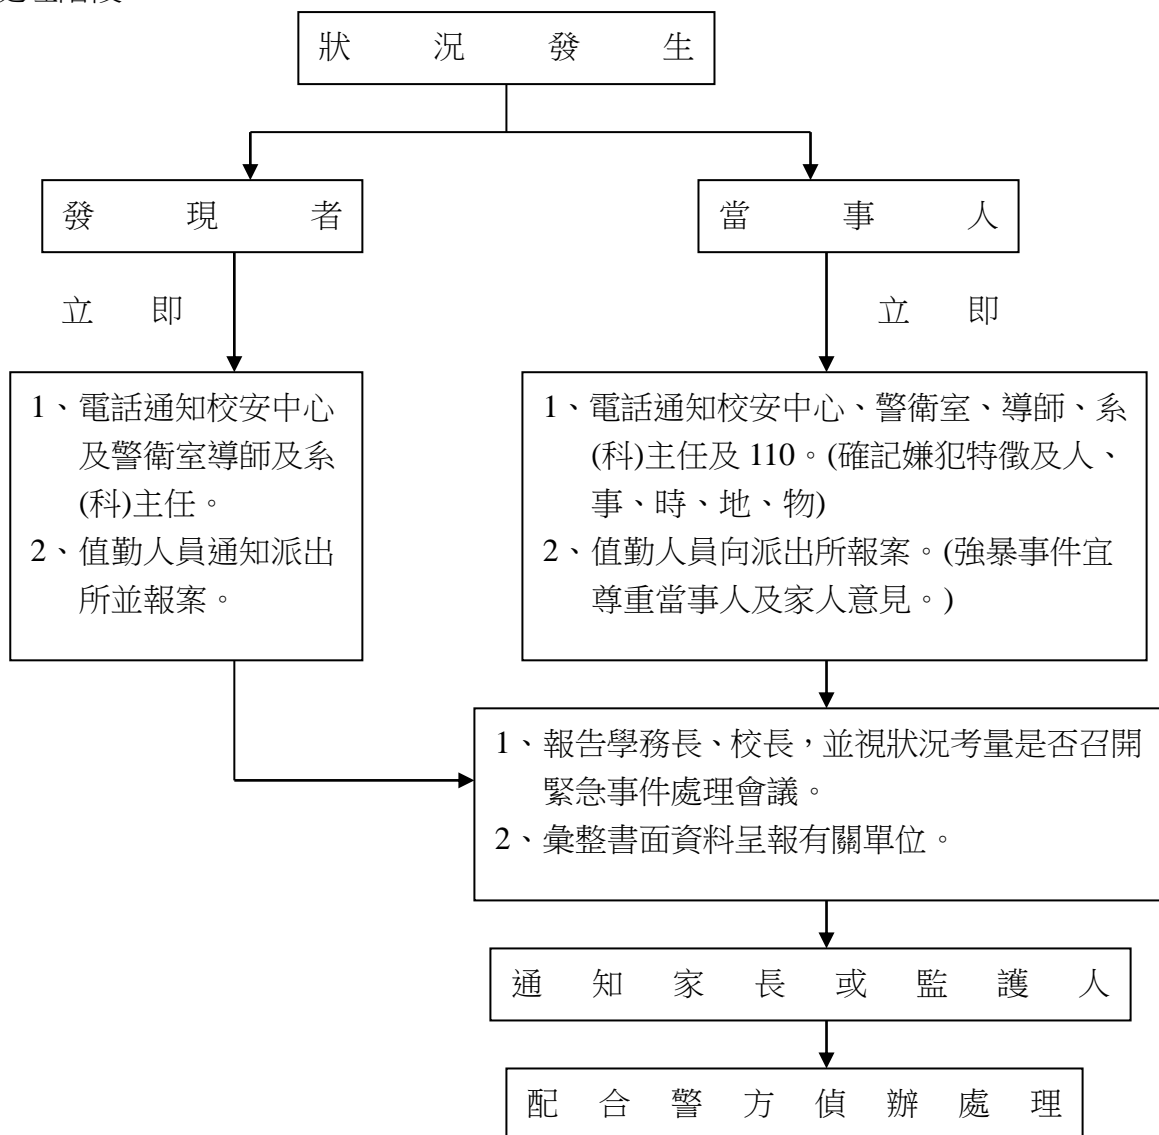 狀況發生
發現者
當事人
立即
立即
1、電話通知校安中心
及警衛室導師及系
(科)主任。
2、值勤人員通知派出
所並報案。
1、電話通知校安中心、警衛室、導師、系
(科)主任及 110。(確記嫌犯特徵及人、
事、時、地、物)
2、值勤人員向派出所報案。(強暴事件宜
尊重當事人及家人意見。)
1、報告學務長、校長，並視狀況考量是否召開
緊急事件處理會議。
2、彙整書面資料呈報有關單位。
通知家長或監護人
配合警方偵辦處理